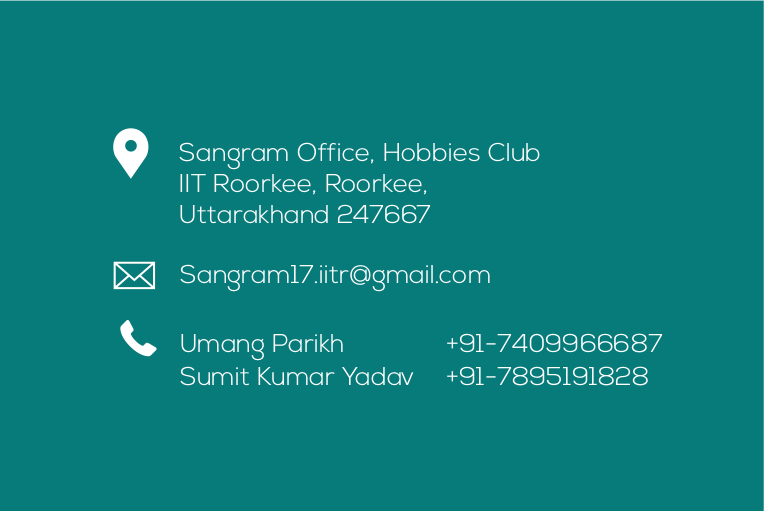 Sangram Office, Hobbies Club
IIT Roorkee, Roorkee,
Uttarakhand 247667
Sangram17.iitr@gmail.com
Umang Parikh +91-7409966687
Sumit Kumar Yadav +91-7895191828